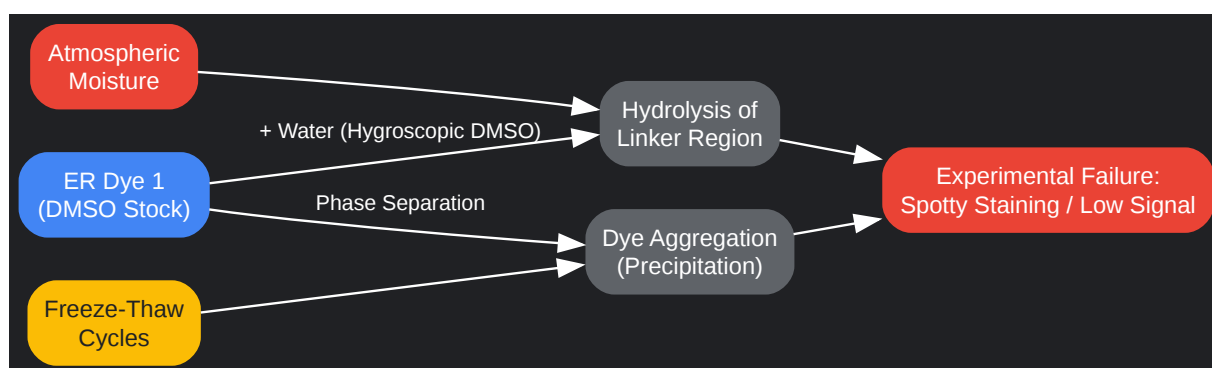 Atmospheric
Moisture
+ Water (Hygroscopic DMSO)
Hydrolysis of
Linker Region
ER Dye 1
(DMSO Stock)
Phase Separation
Experimental Failure:
Spotty Staining / Low Signal
Dye Aggregation
(Precipitation)
Freeze-Thaw
Cycles